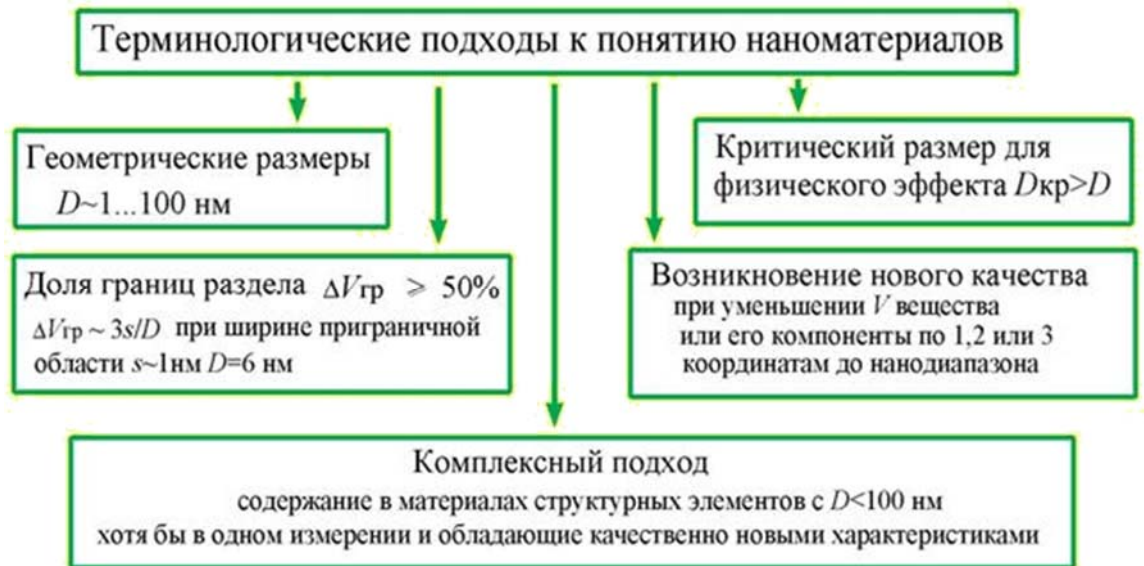 Терминологические подходы к понятию наноматериалов
Геометрические размеры
D~1...100 нм
Критический размер для
физического эффекта Dкр>D
Доля границ раздела ΔVгр ⩾ 50%
ΔVгр ~ 3s/D при ширине приграничной
области s~1нм D=6 нм
Возникновение нового качества
при уменьшении V вещества
или его компоненты по 1,2 или 3
координатам до нанодиапазона
Комплексный подход
содержание в материалах структурных элементов с D<100 нм
хотя бы в одном измерении и обладающие качественно новыми характеристиками